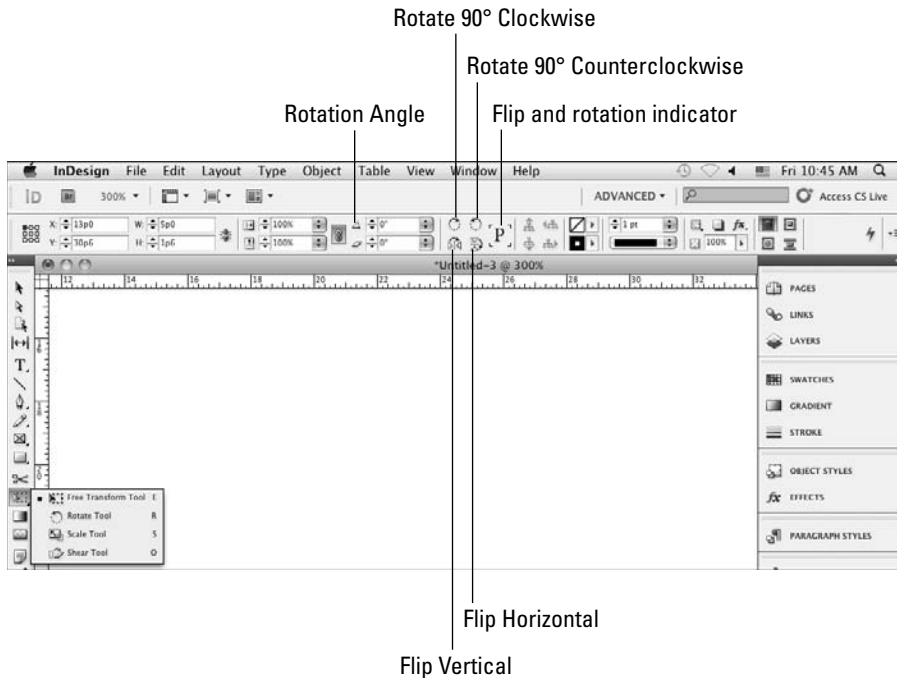 Rotate 90° Clockwise
Rotate 90° Counterclockwise
Rotation Angle
Flip and rotation indicator
InDesign File Edit Layout Type Object Table View Window Help Fri 10:45 AM
ID Br 300% ADVANCED Access CS Live
X: 13p0 W: 5p0 100% 0° P 1 pt fx.
Y: 30p6 H: 1p6 100% 0° 100%
*Untitled-3 @ 300%
12 14 16 18 20 22 24 26 28 30 32
PAGES
LINKS
LAYERS
SWATCHES
GRADIENT
STROKE
OBJECT STYLES
fx EFFECTS
PARAGRAPH STYLES
T.
Free Transform Tool E
Rotate Tool R
Scale Tool S
Shear Tool O
Flip Horizontal
Flip Vertical